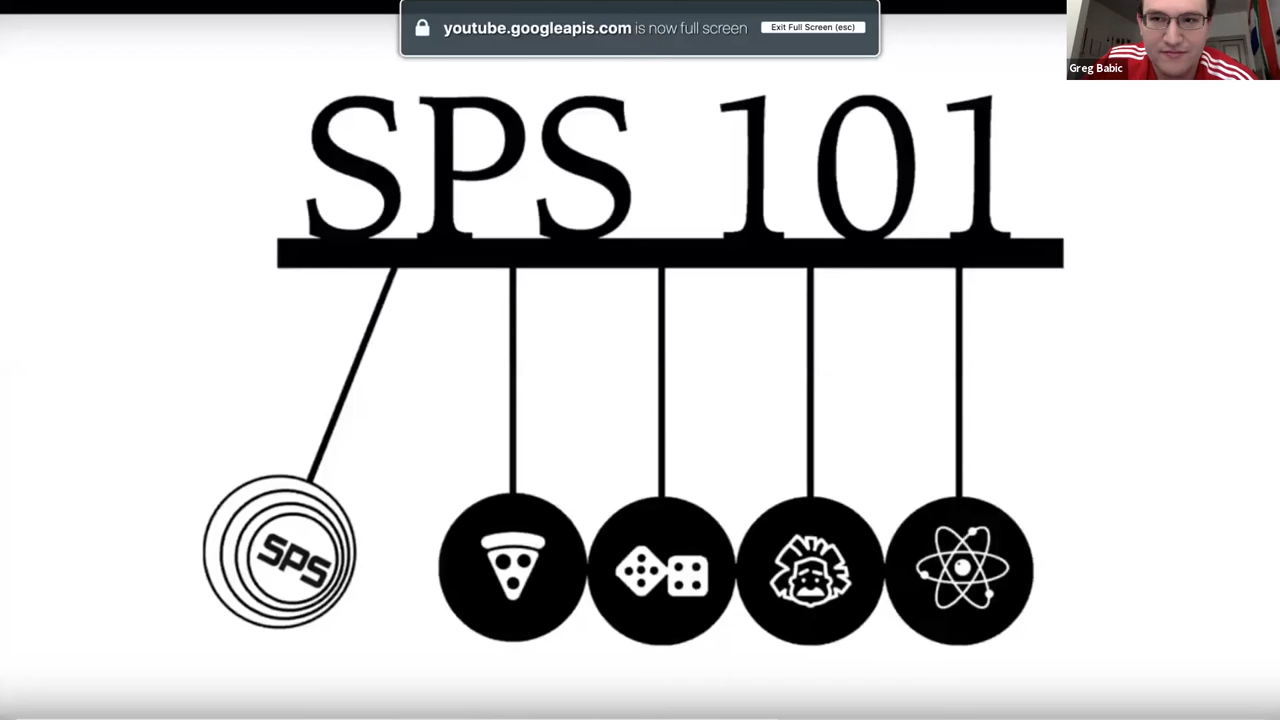 youtube.googleapis.com is now full screen
Exit Full Screen (esc)
Greg Babic
SPS 101
SPS